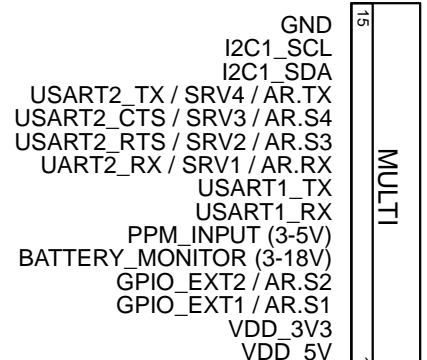 GND
I2C1_SCL
I2C1_SDA
USART2_TX / SRV4 / AR.TX
USART2_CTS / SRV3 / AR.S4
USART2_RTS / SRV2 / AR.S3
UART2_RX / SRV1 / AR.RX
USART1_TX
USART1_RX
PPM_INPUT (3-5V)
BATTERY_MONITOR (3-18V)
GPIO_EXT2 / AR.S2
GPIO_EXT1 / AR.S1
VDD_3V3
VDD_5V
15
MULTI